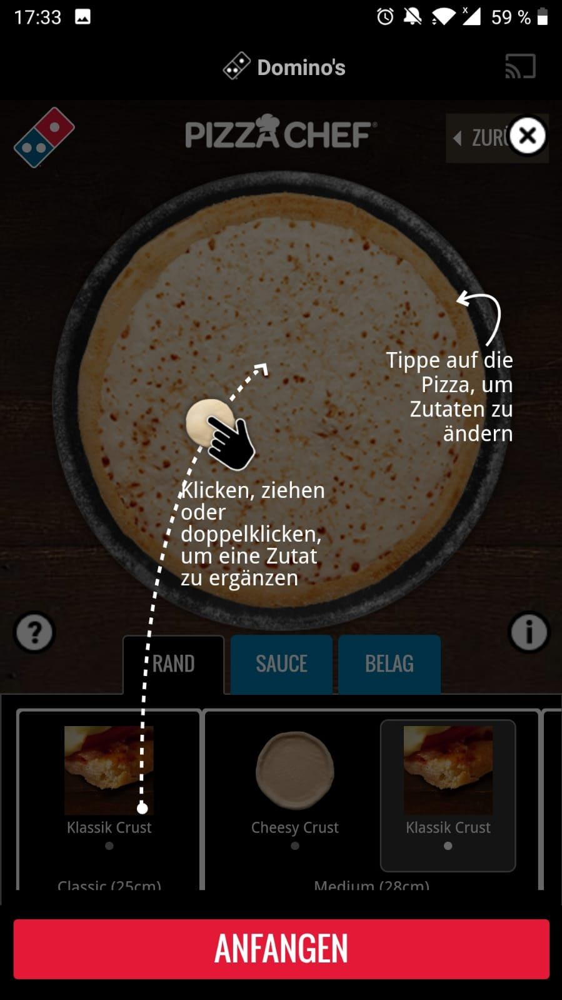 17:33
x
59 %
Domino's
PIZZA CHEF®
ZURÜ
Tippe auf die
Pizza, um
Zutaten zu
ändern
Klicken, ziehen
oder
doppelklicken,
um eine Zutat
zu ergänzen
?
i
RAND
SAUCE
BELAG
Klassik Crust
Cheesy Crust
Klassik Crust
Classic (25cm)
Medium (28cm)
ANFANGEN